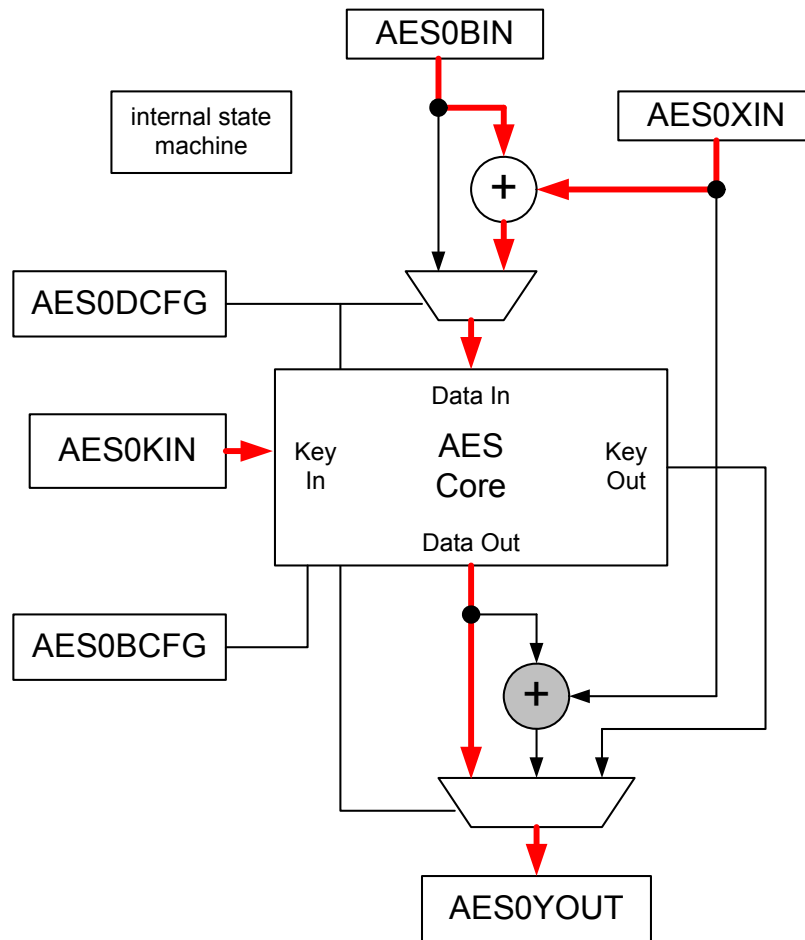 AES0BIN
internal state
machine
AES0XIN
+
AES0DCFG
Data In
AES0KIN
Key
In
AES
Core
Key
Out
Data Out
AES0BCFG
+
AES0YOUT